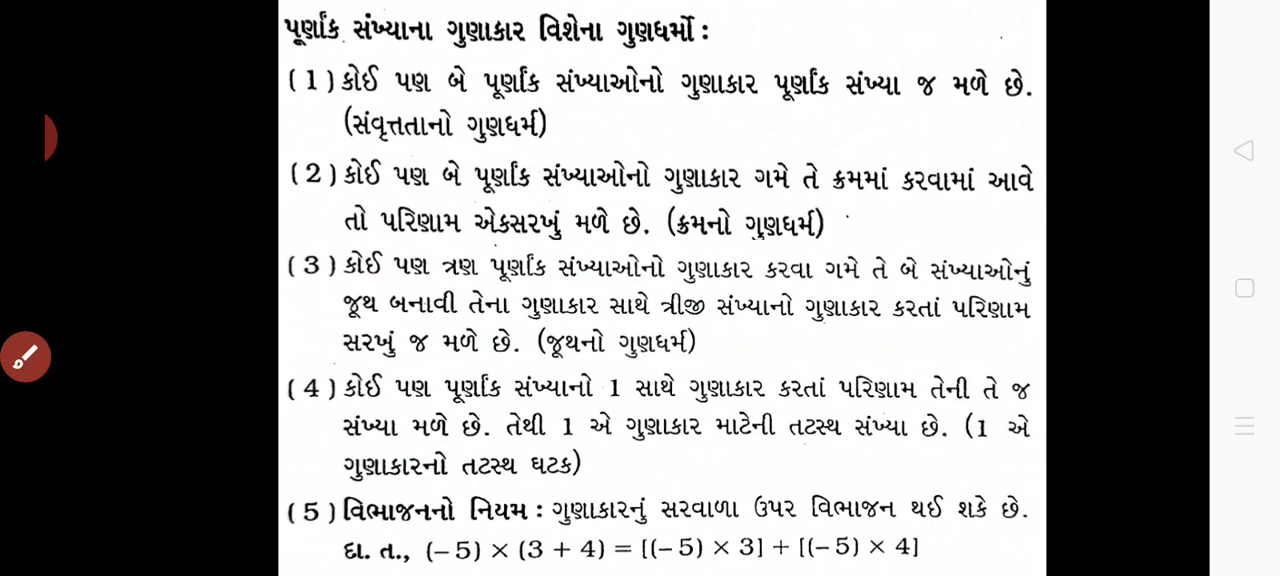 પૂર્ણાંક સંખ્યાના ગુણાકાર વિશેના ગુણધર્મો :
( 1 ) કોઈ પણ બે પૂર્ણાંક સંખ્યાઓનો ગુણાકાર પૂર્ણાંક સંખ્યા જ મળે છે.
(સંવૃત્તતાનો ગુણધર્મ)
( 2 ) કોઈ પણ બે પૂર્ણાંક સંખ્યાઓનો ગુણાકાર ગમે તે ક્રમમાં કરવામાં આવે
તો પરિણામ એકસરખું મળે છે. (ક્રમનો ગુણધર્મ)
( 3 ) કોઈ પણ ત્રણ પૂર્ણાંક સંખ્યાઓનો ગુણાકાર કરવા ગમે તે બે સંખ્યાઓનું
જૂથ બનાવી તેના ગુણાકાર સાથે ત્રીજી સંખ્યાનો ગુણાકાર કરતાં પરિણામ
સરખું જ મળે છે. (જૂથનો ગુણધર્મ)
( 4 ) કોઈ પણ પૂર્ણાંક સંખ્યાનો 1 સાથે ગુણાકાર કરતાં પરિણામ તેની તે જ
સંખ્યા મળે છે. તેથી 1 એ ગુણાકાર માટેની તટસ્થ સંખ્યા છે. (1 એ
ગુણાકારનો તટસ્થ ઘટક)
( 5 ) વિભાજનનો નિયમ : ગુણાકારનું સરવાળા ઉપર વિભાજન થઈ શકે છે.
દા. ત., (– 5) × (3 + 4) = [(– 5) × 3] + [(– 5) × 4]